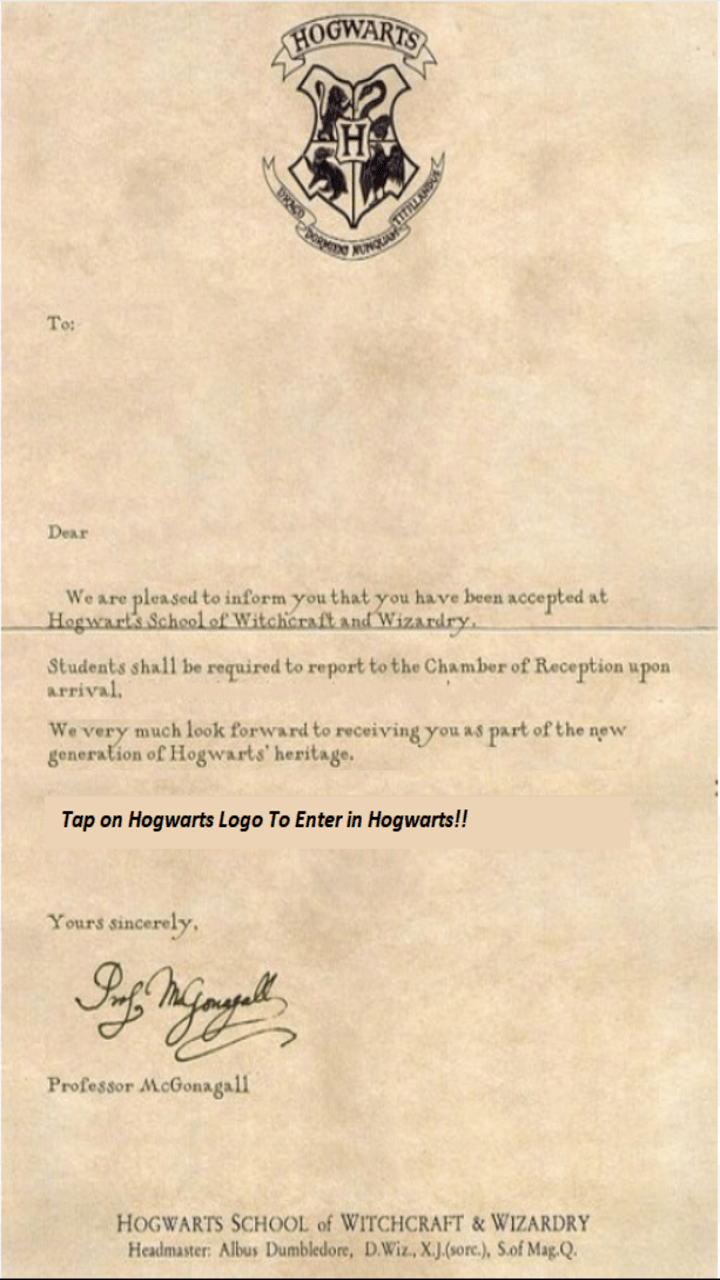 HOGWARTS
H
DRACO
DORMIENS NUNQUAM
TITILLANDUS
To:
Dear
We are pleased to inform you that you have been accepted at
Hogwarts School of Witchcraft and Wizardry.
Students shall be required to report to the Chamber of Reception upon
arrival.
We very much look forward to receiving you as part of the new
generation of Hogwarts' heritage.
Tap on Hogwarts Logo To Enter in Hogwarts!!
Yours sincerely,
Prof. McGonagall
Professor McGonagall
HOGWARTS SCHOOL of WITCHCRAFT & WIZARDRY
Headmaster: Albus Dumbledore, D.Wiz., X.J.(sorc.), S.of Mag.Q.